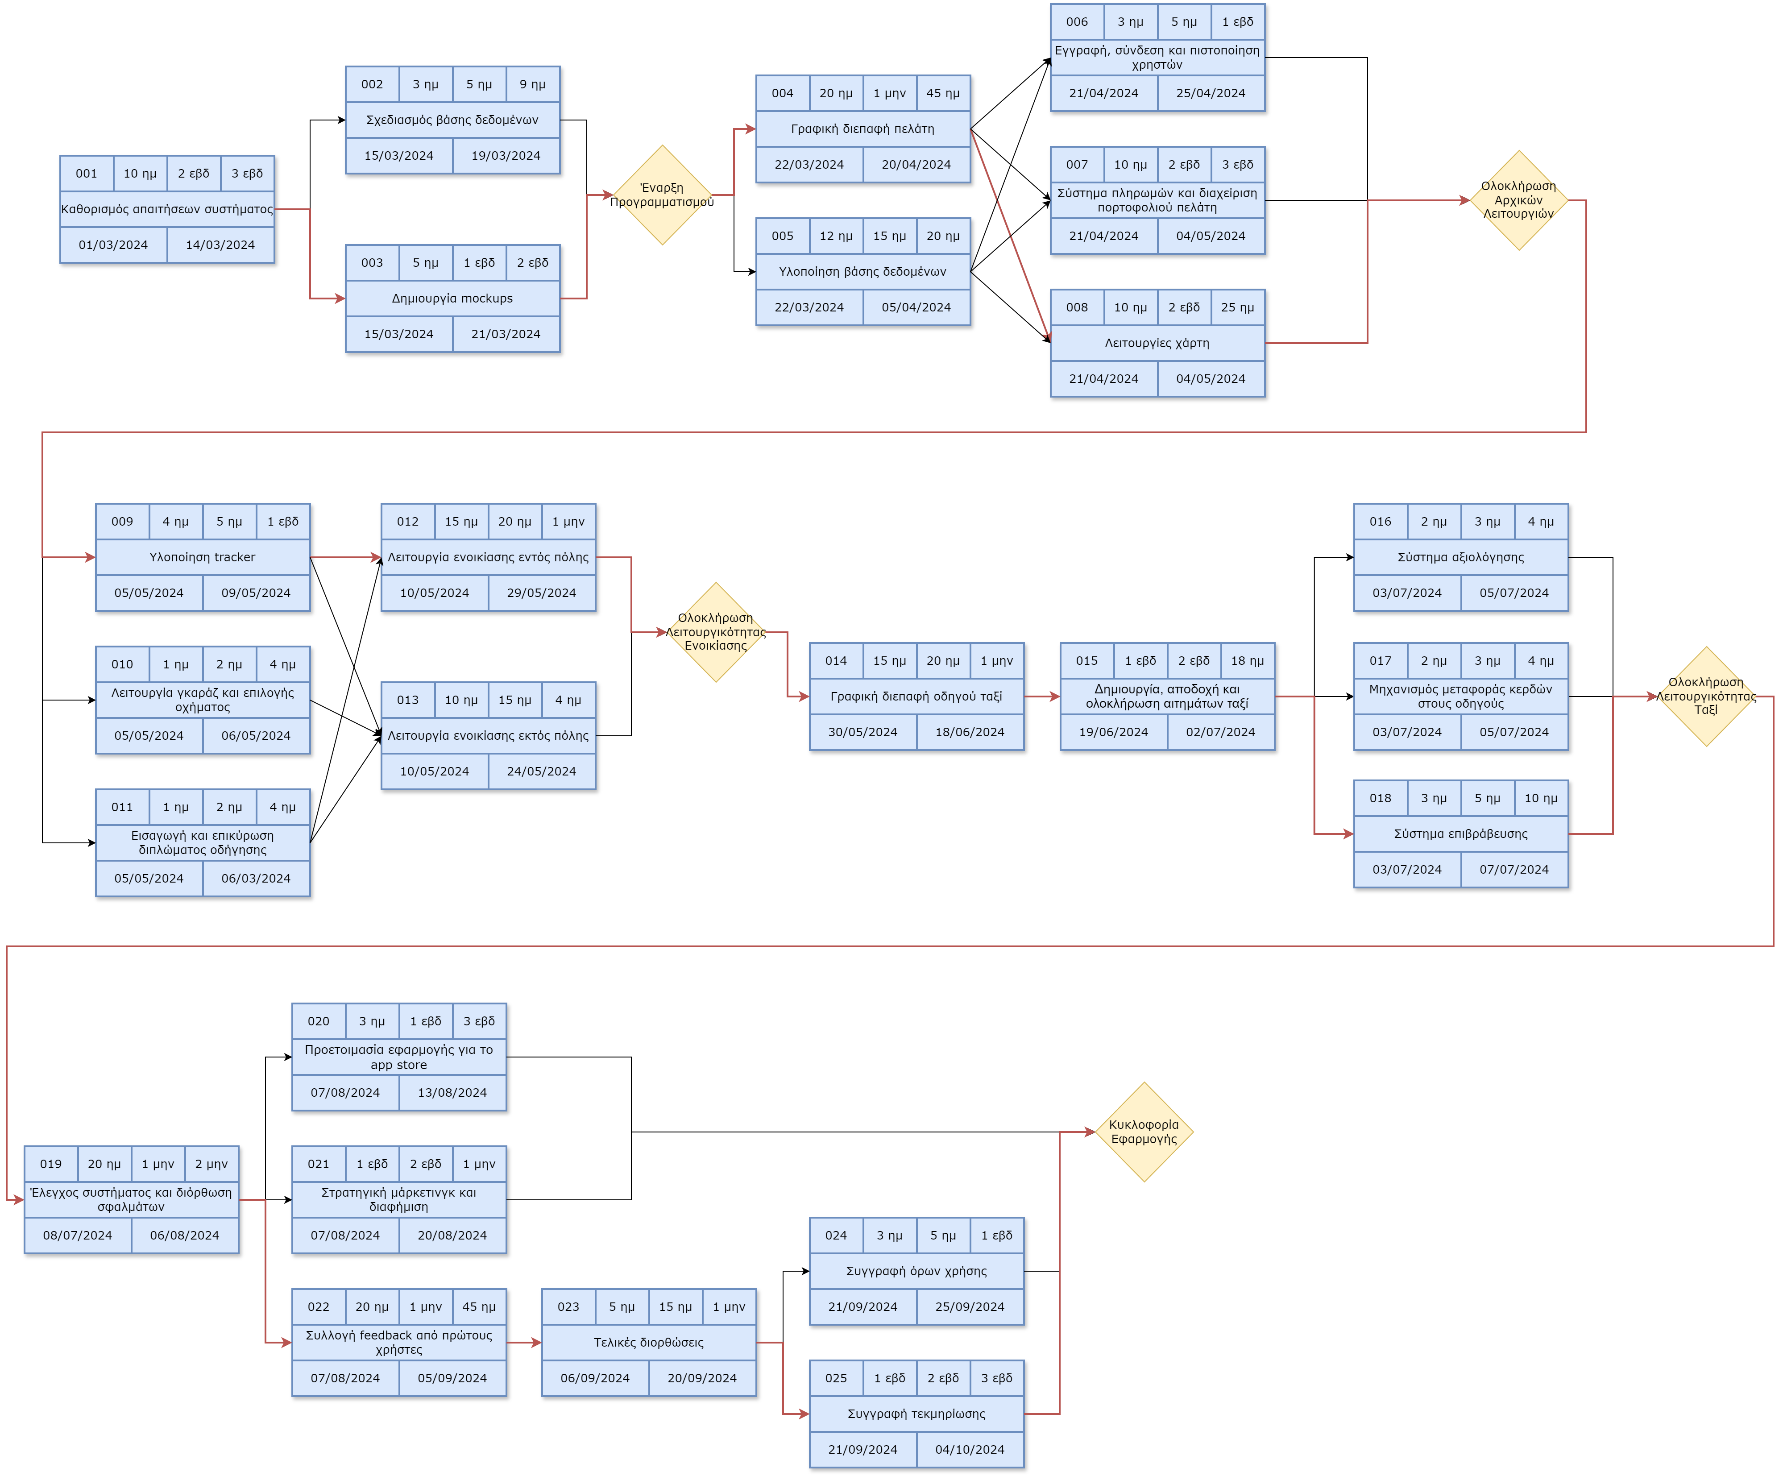 001 10 ημ 2 εβδ 3 εβδ
Καθορισμός απαιτήσεων συστήματος
01/03/2024 14/03/2024
002 3 ημ 5 ημ 9 ημ
Σχεδιασμός βάσης δεδομένων
15/03/2024 19/03/2024
003 5 ημ 1 εβδ 2 εβδ
Δημιουργία mockups
15/03/2024 21/03/2024
Έναρξη
Προγραμματισμού
004 20 ημ 1 μην 45 ημ
Γραφική διεπαφή πελάτη
22/03/2024 20/04/2024
005 12 ημ 15 ημ 20 ημ
Υλοποίηση βάσης δεδομένων
22/03/2024 05/04/2024
006 3 ημ 5 ημ 1 εβδ
Εγγραφή, σύνδεση και πιστοποίηση
χρηστών
21/04/2024 25/04/2024
007 10 ημ 2 εβδ 3 εβδ
Σύστημα πληρωμών και διαχείριση
πορτοφολιού πελάτη
21/04/2024 04/05/2024
008 10 ημ 2 εβδ 25 ημ
Λειτουργίες χάρτη
21/04/2024 04/05/2024
Ολοκλήρωση
Αρχικών
Λειτουργιών
009 4 ημ 5 ημ 1 εβδ
Υλοποίηση tracker
05/05/2024 09/05/2024
010 1 ημ 2 ημ 4 ημ
Λειτουργία γκαράζ και επιλογής
οχήματος
05/05/2024 06/05/2024
011 1 ημ 2 ημ 4 ημ
Εισαγωγή και επικύρωση
διπλώματος οδήγησης
05/05/2024 06/03/2024
012 15 ημ 20 ημ 1 μην
Λειτουργία ενοικίασης εντός πόλης
10/05/2024 29/05/2024
013 10 ημ 15 ημ 4 ημ
Λειτουργία ενοικίασης εκτός πόλης
10/05/2024 24/05/2024
Ολοκλήρωση
Λειτουργικότητας
Ενοικίασης
014 15 ημ 20 ημ 1 μην
Γραφική διεπαφή οδηγού ταξί
30/05/2024 18/06/2024
015 1 εβδ 2 εβδ 18 ημ
Δημιουργία, αποδοχή και
ολοκλήρωση αιτημάτων ταξί
19/06/2024 02/07/2024
016 2 ημ 3 ημ 4 ημ
Σύστημα αξιολόγησης
03/07/2024 05/07/2024
017 2 ημ 3 ημ 4 ημ
Μηχανισμός μεταφοράς κερδών
στους οδηγούς
03/07/2024 05/07/2024
018 3 ημ 5 ημ 10 ημ
Σύστημα επιβράβευσης
03/07/2024 07/07/2024
Ολοκλήρωση
Λειτουργικότητας
Ταξί
019 20 ημ 1 μην 2 μην
Έλεγχος συστήματος και διόρθωση
σφαλμάτων
08/07/2024 06/08/2024
020 3 ημ 1 εβδ 3 εβδ
Προετοιμασία εφαρμογής για το
app store
07/08/2024 13/08/2024
021 1 εβδ 2 εβδ 1 μην
Στρατηγική μάρκετινγκ και
διαφήμιση
07/08/2024 20/08/2024
022 20 ημ 1 μην 45 ημ
Συλλογή feedback από πρώτους
χρήστες
07/08/2024 05/09/2024
023 5 ημ 15 ημ 1 μην
Τελικές διορθώσεις
06/09/2024 20/09/2024
024 3 ημ 5 ημ 1 εβδ
Συγγραφή όρων χρήσης
21/09/2024 25/09/2024
025 1 εβδ 2 εβδ 3 εβδ
Συγγραφή τεκμηρίωσης
21/09/2024 04/10/2024
Κυκλοφορία
Εφαρμογής